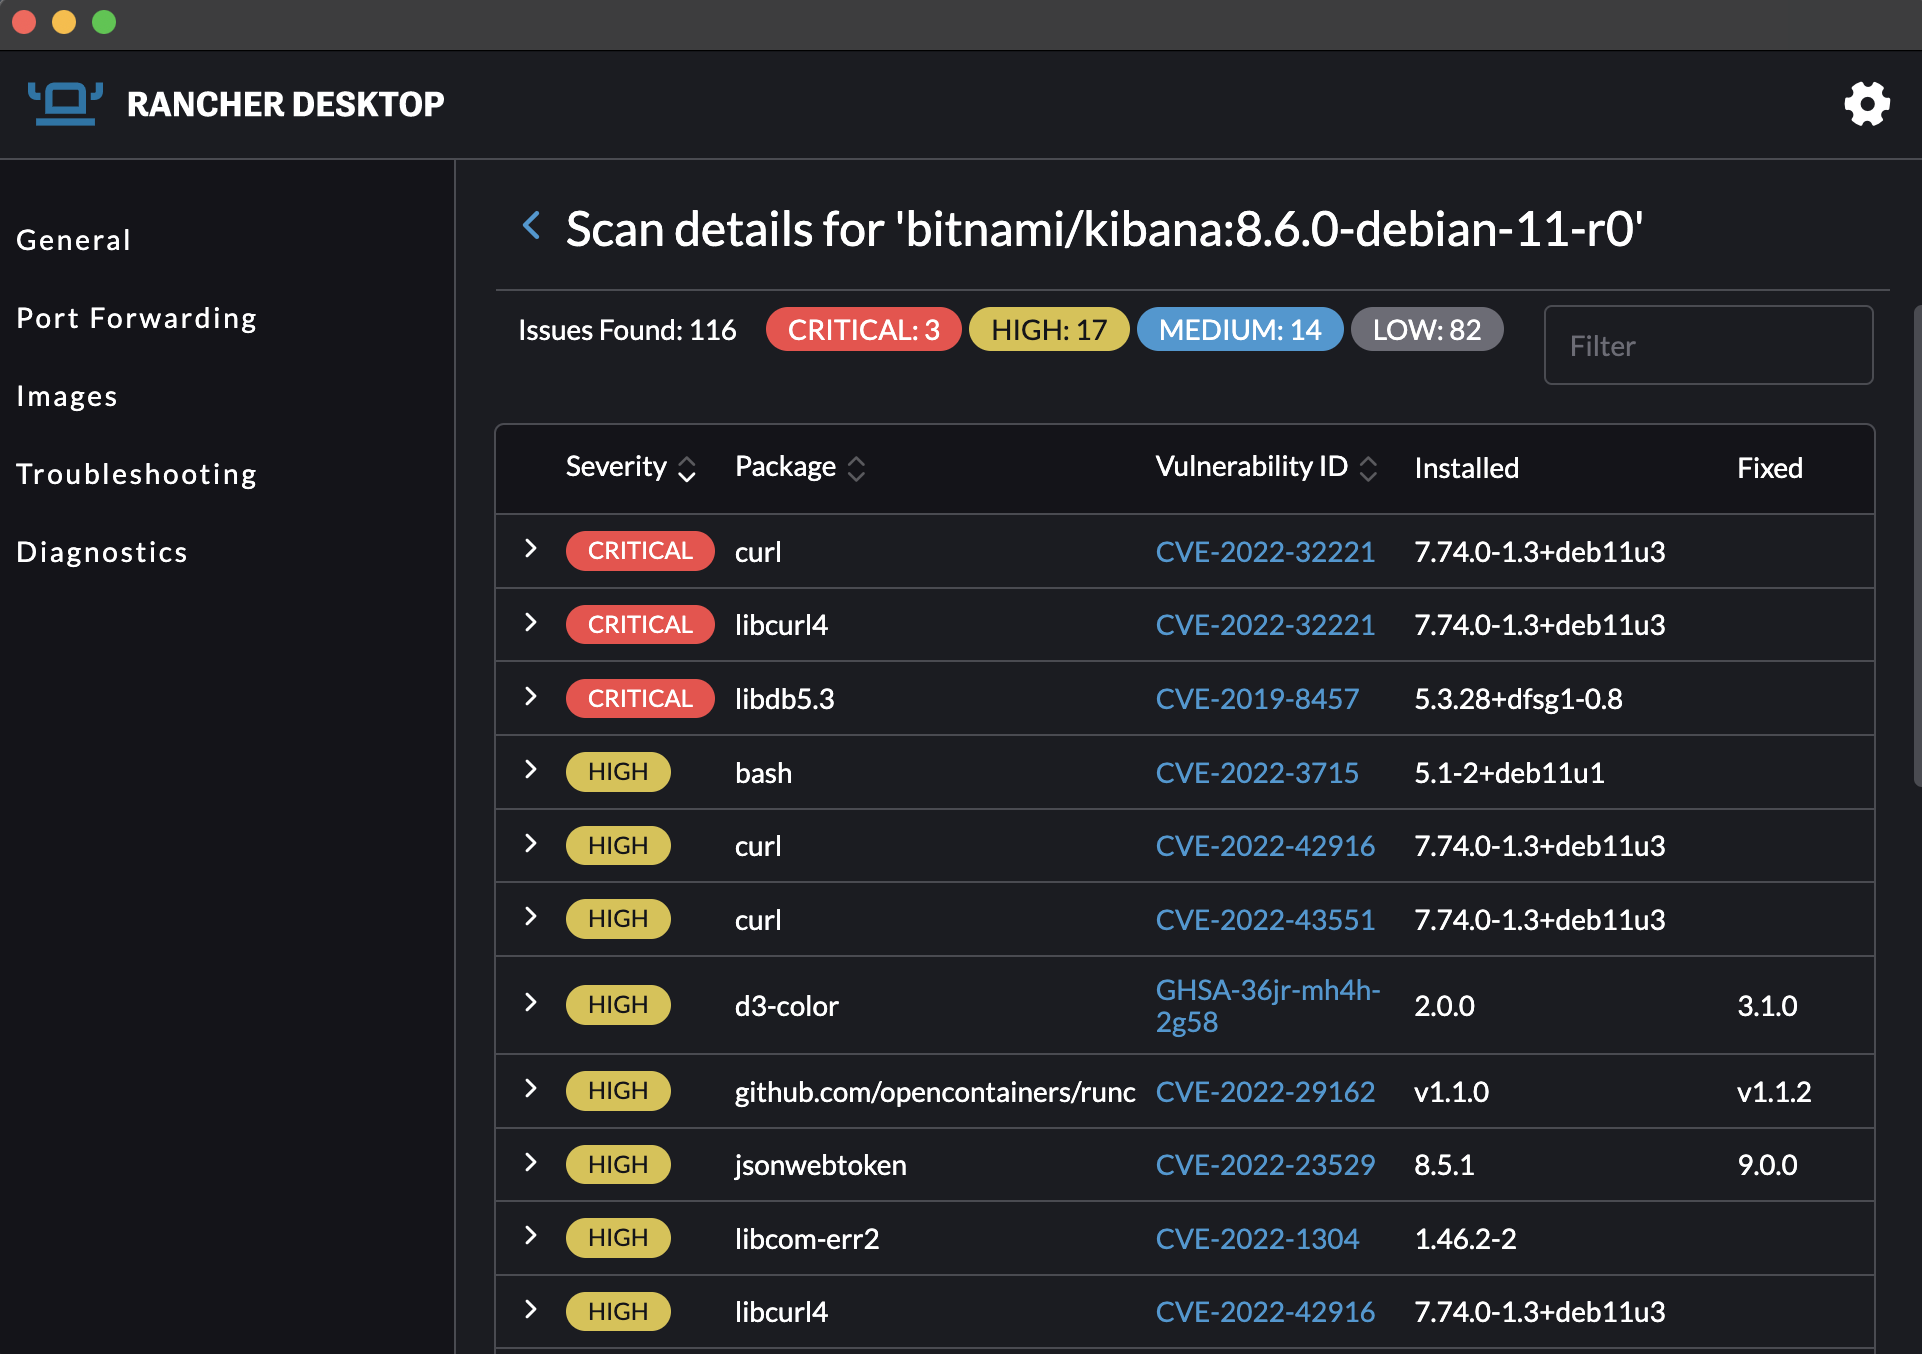 RANCHER DESKTOP
General
Port Forwarding
Images
Troubleshooting
Diagnostics
Scan details for 'bitnami/kibana:8.6.0-debian-11-r0'
Issues Found: 116 CRITICAL: 3 HIGH: 17 MEDIUM: 14 LOW: 82 Filter
Severity Package Vulnerability ID Installed Fixed
CRITICAL curl CVE-2022-32221 7.74.0-1.3+deb11u3
CRITICAL libcurl4 CVE-2022-32221 7.74.0-1.3+deb11u3
CRITICAL libdb5.3 CVE-2019-8457 5.3.28+dfsg1-0.8
HIGH bash CVE-2022-3715 5.1-2+deb11u1
HIGH curl CVE-2022-42916 7.74.0-1.3+deb11u3
HIGH curl CVE-2022-43551 7.74.0-1.3+deb11u3
HIGH d3-color GHSA-36jr-mh4h-
2g58 2.0.0 3.1.0
HIGH github.com/opencontainers/runc CVE-2022-29162 v1.1.0 v1.1.2
HIGH jsonwebtoken CVE-2022-23529 8.5.1 9.0.0
HIGH libcom-err2 CVE-2022-1304 1.46.2-2
HIGH libcurl4 CVE-2022-42916 7.74.0-1.3+deb11u3